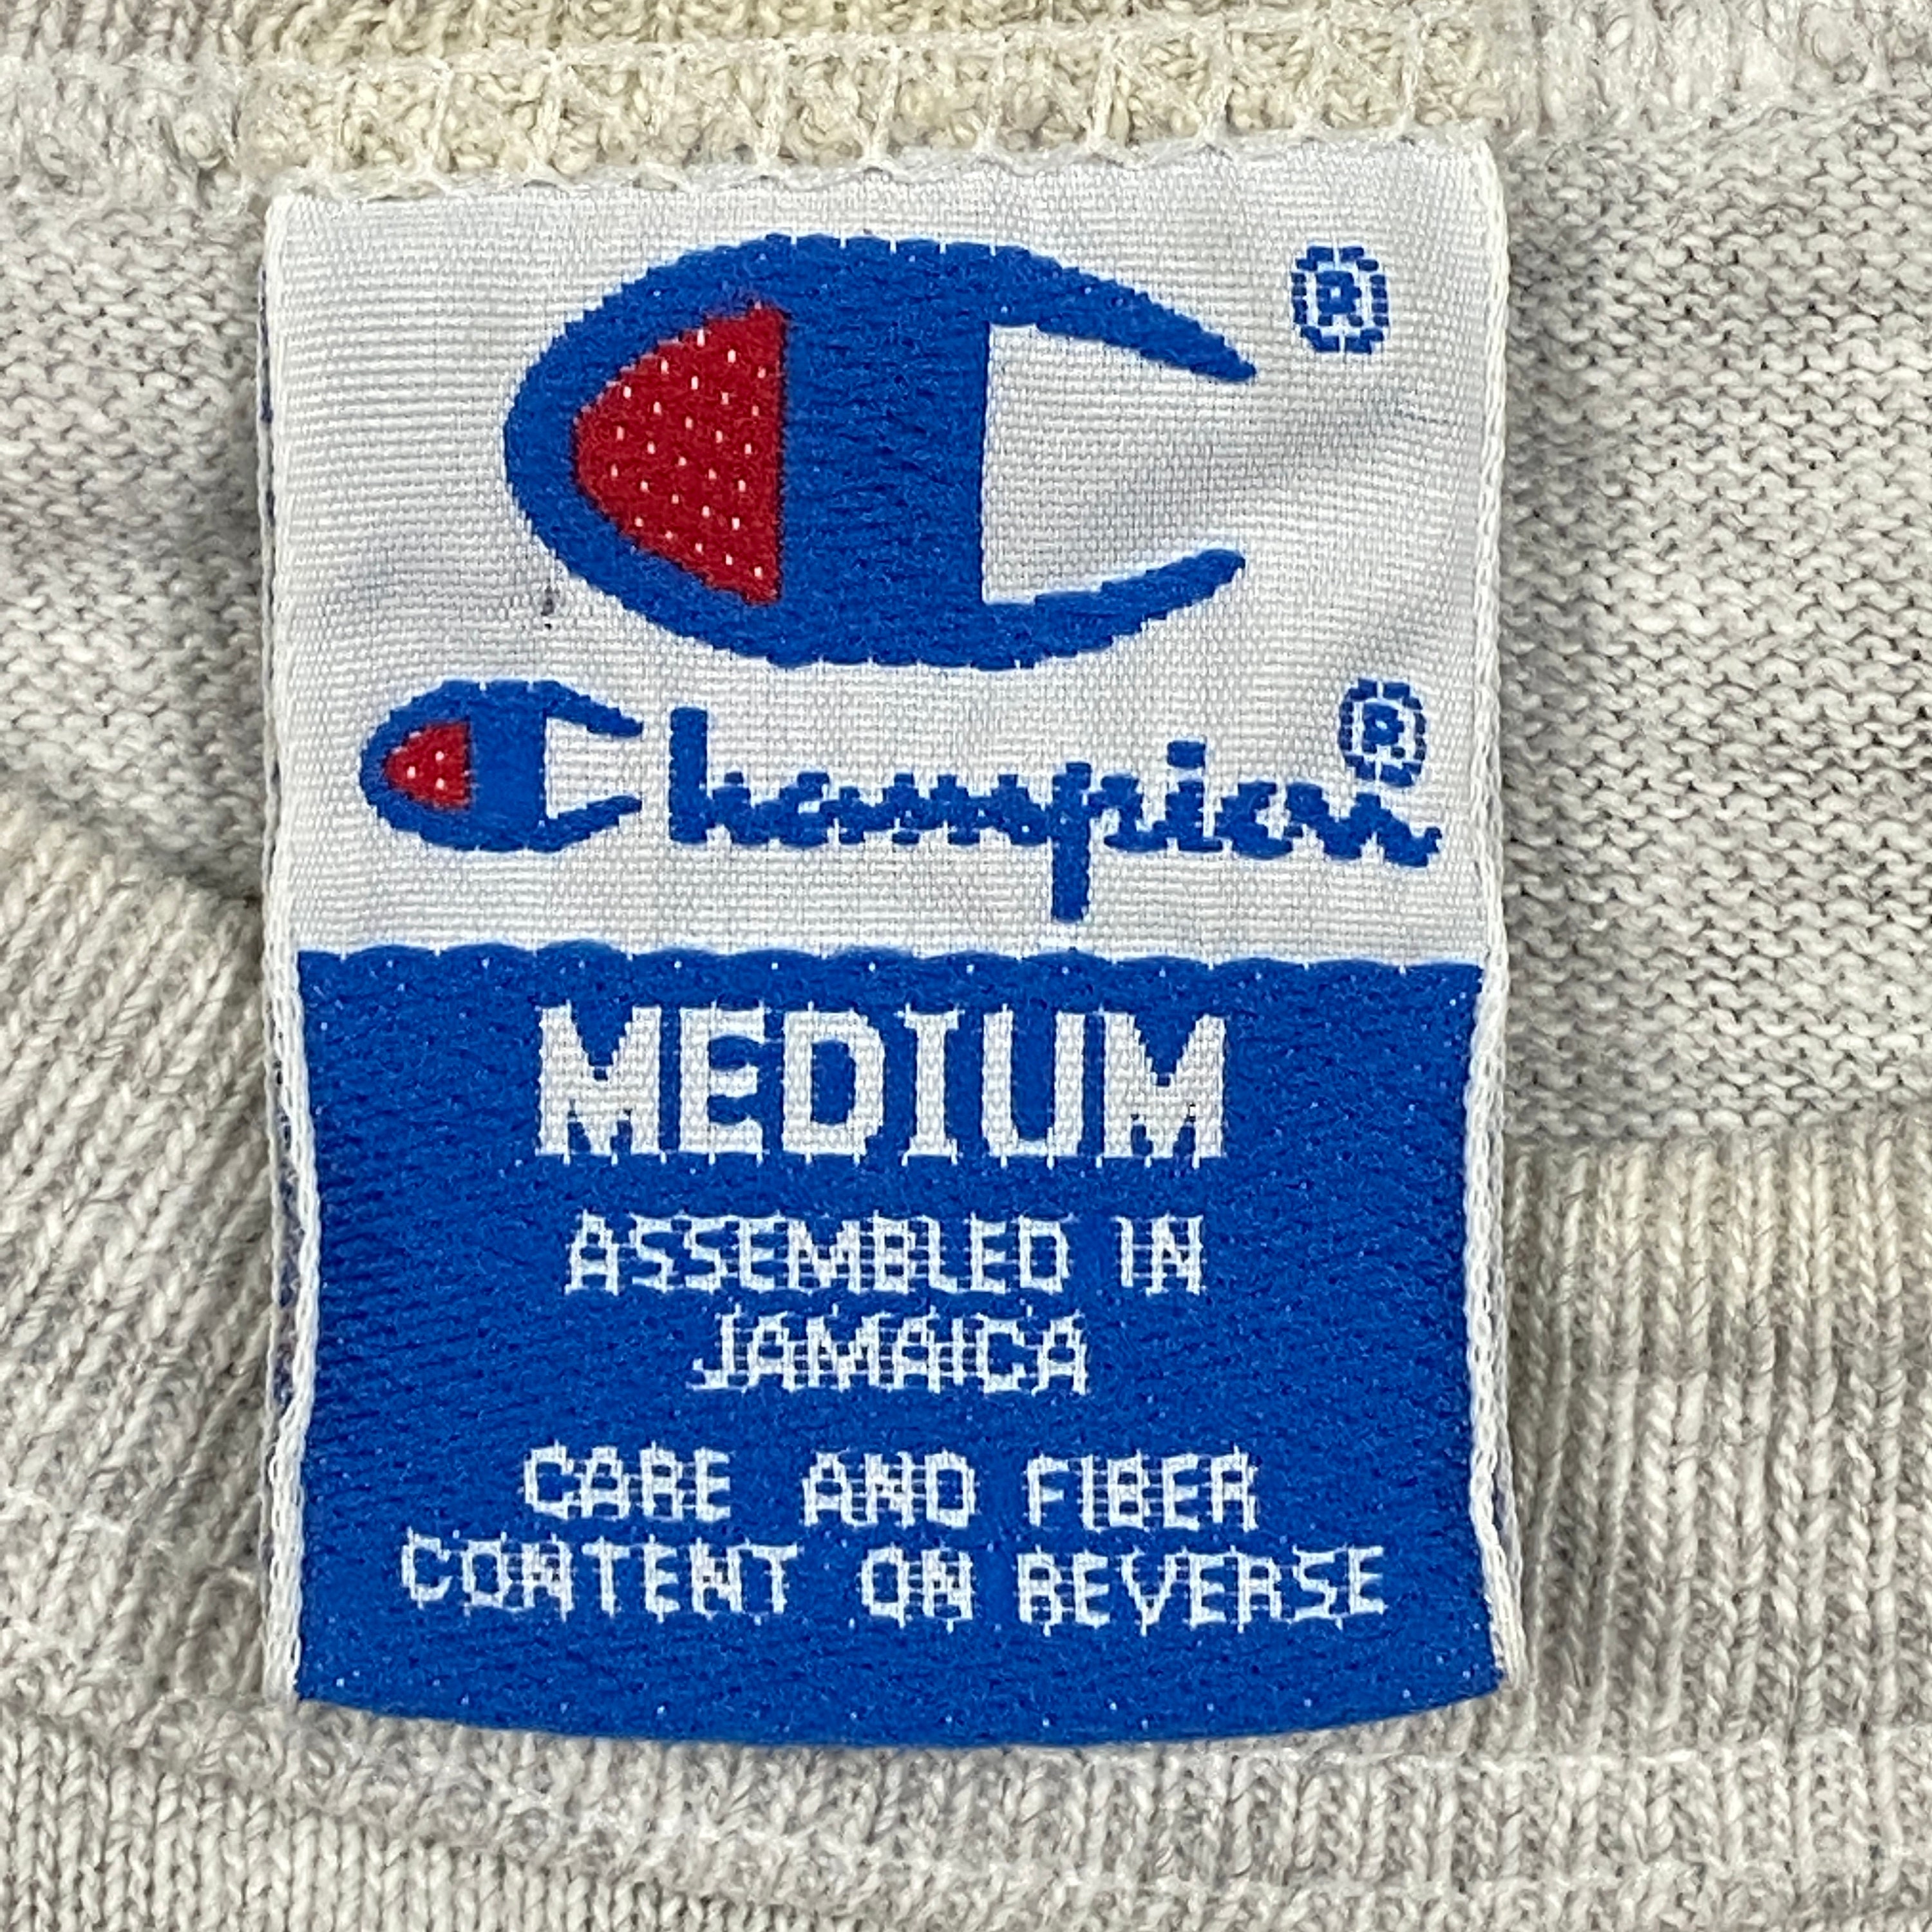 ®
Champion®
MEDIUM
ASSEMBLED IN
JAMAICA
CARE AND FIBER
CONTENT ON REVERSE